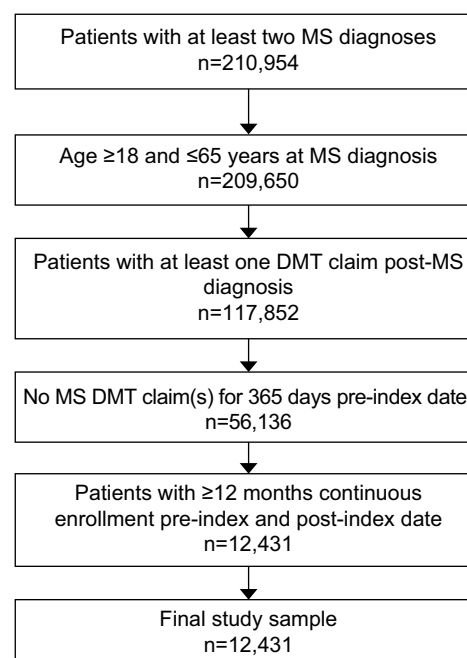 Patients with at least two MS diagnoses
n=210,954
Age ≥18 and ≤65 years at MS diagnosis
n=209,650
Patients with at least one DMT claim post-MS
diagnosis
n=117,852
No MS DMT claim(s) for 365 days pre-index date
n=56,136
Patients with ≥12 months continuous
enrollment pre-index and post-index date
n=12,431
Final study sample
n=12,431